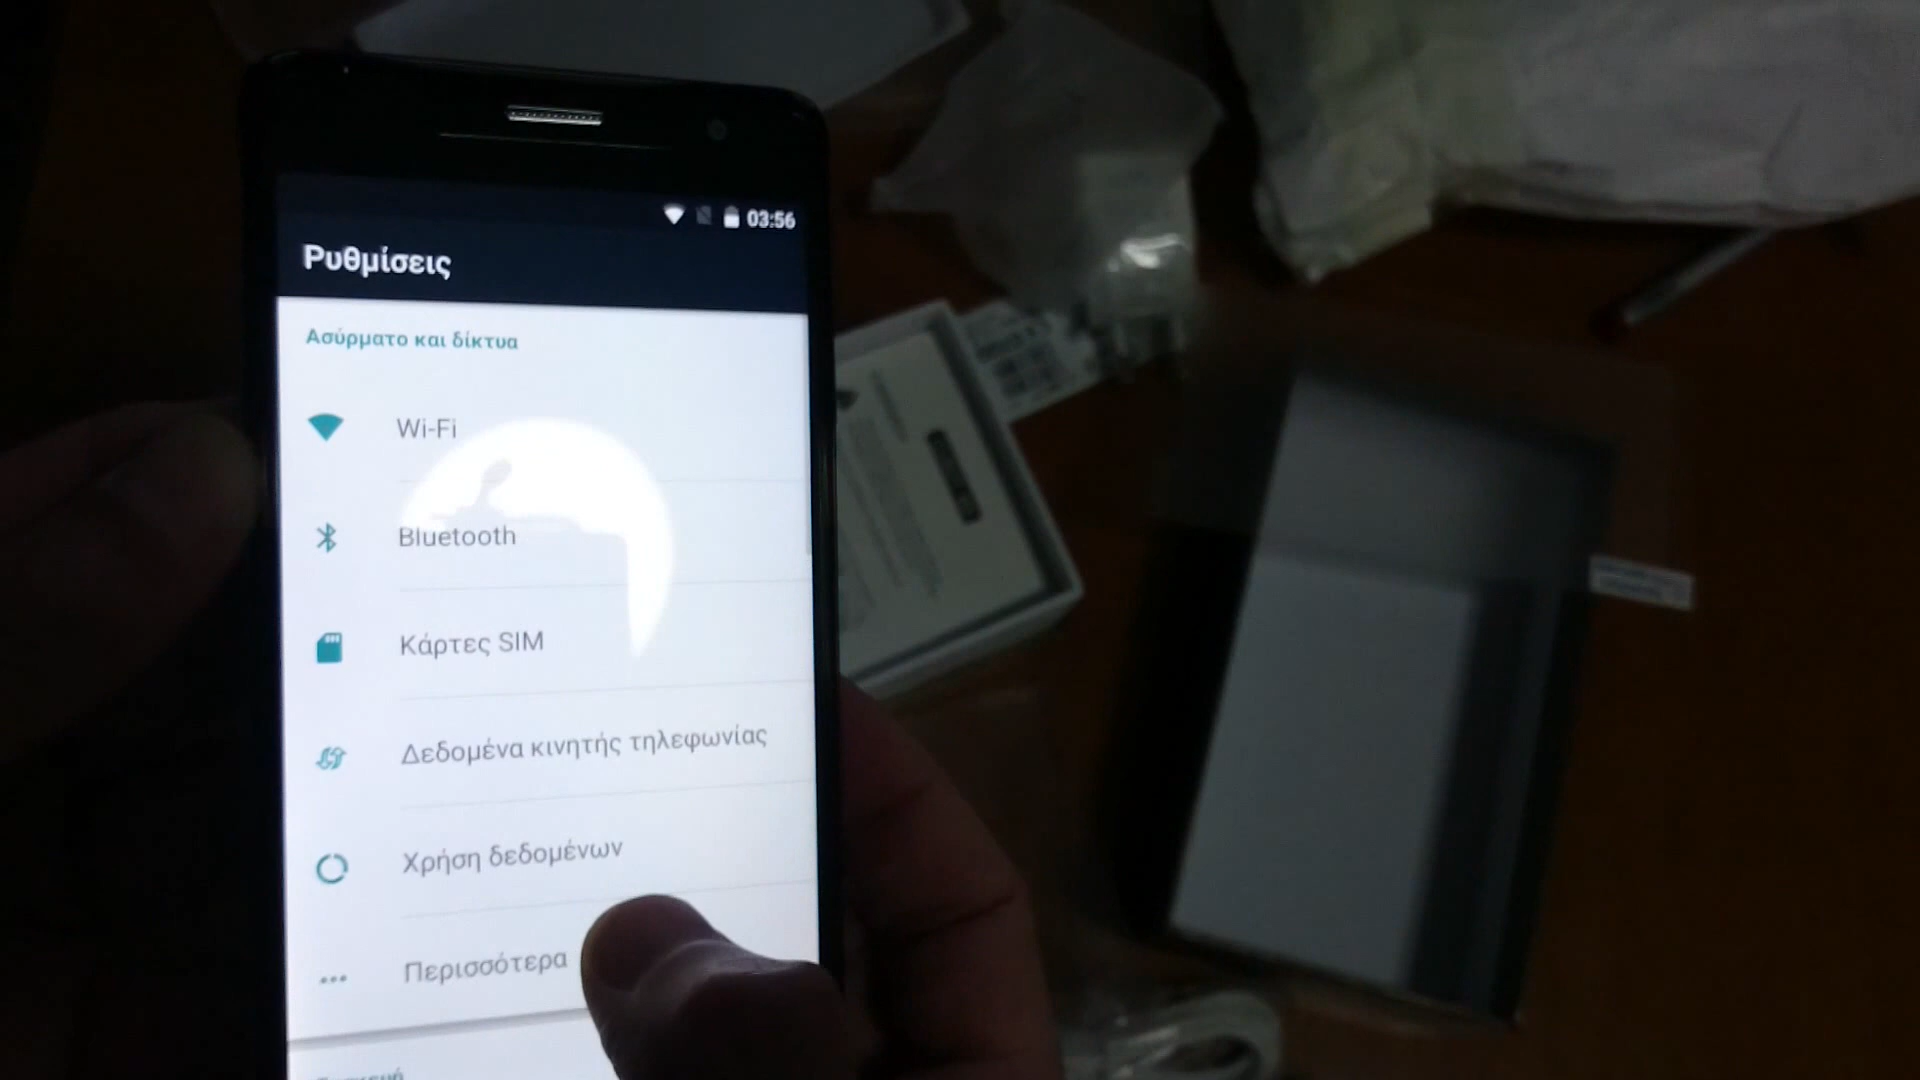 03:56
Ρυθμίσεις
Ασύρματο και δίκτυα
Wi-Fi
Bluetooth
Κάρτες SIM
Δεδομένα κινητής τηλεφωνίας
Χρήση δεδομένων
Περισσότερα